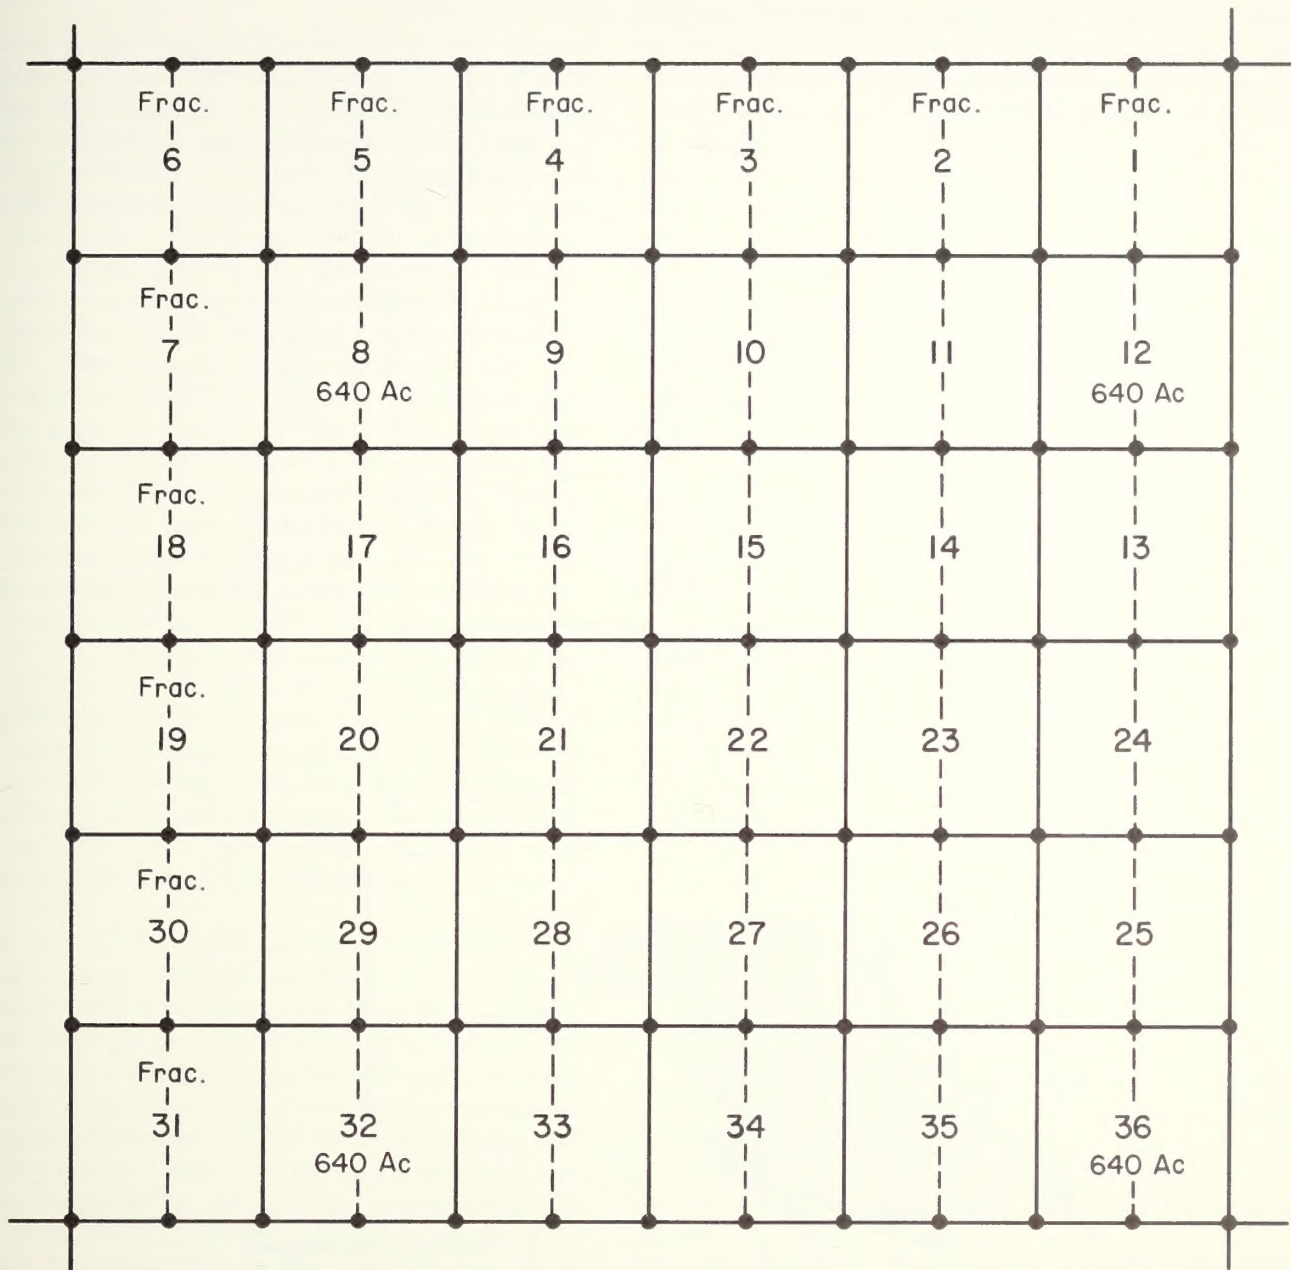 Frac. Frac. Frac. Frac. Frac. Frac.
6 5 4 3 2 1
Frac.
7 8 9 10 11 12
640 Ac 640 Ac
Frac.
18 17 16 15 14 13
Frac.
19 20 21 22 23 24
Frac.
30 29 28 27 26 25
Frac.
31 32 33 34 35 36
640 Ac 640 Ac